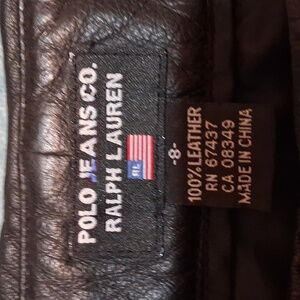 POLO JEANS CO.
RALPH LAUREN
RL
-8-
100% LEATHER
RN 67437
CA 08349
MADE IN CHINA